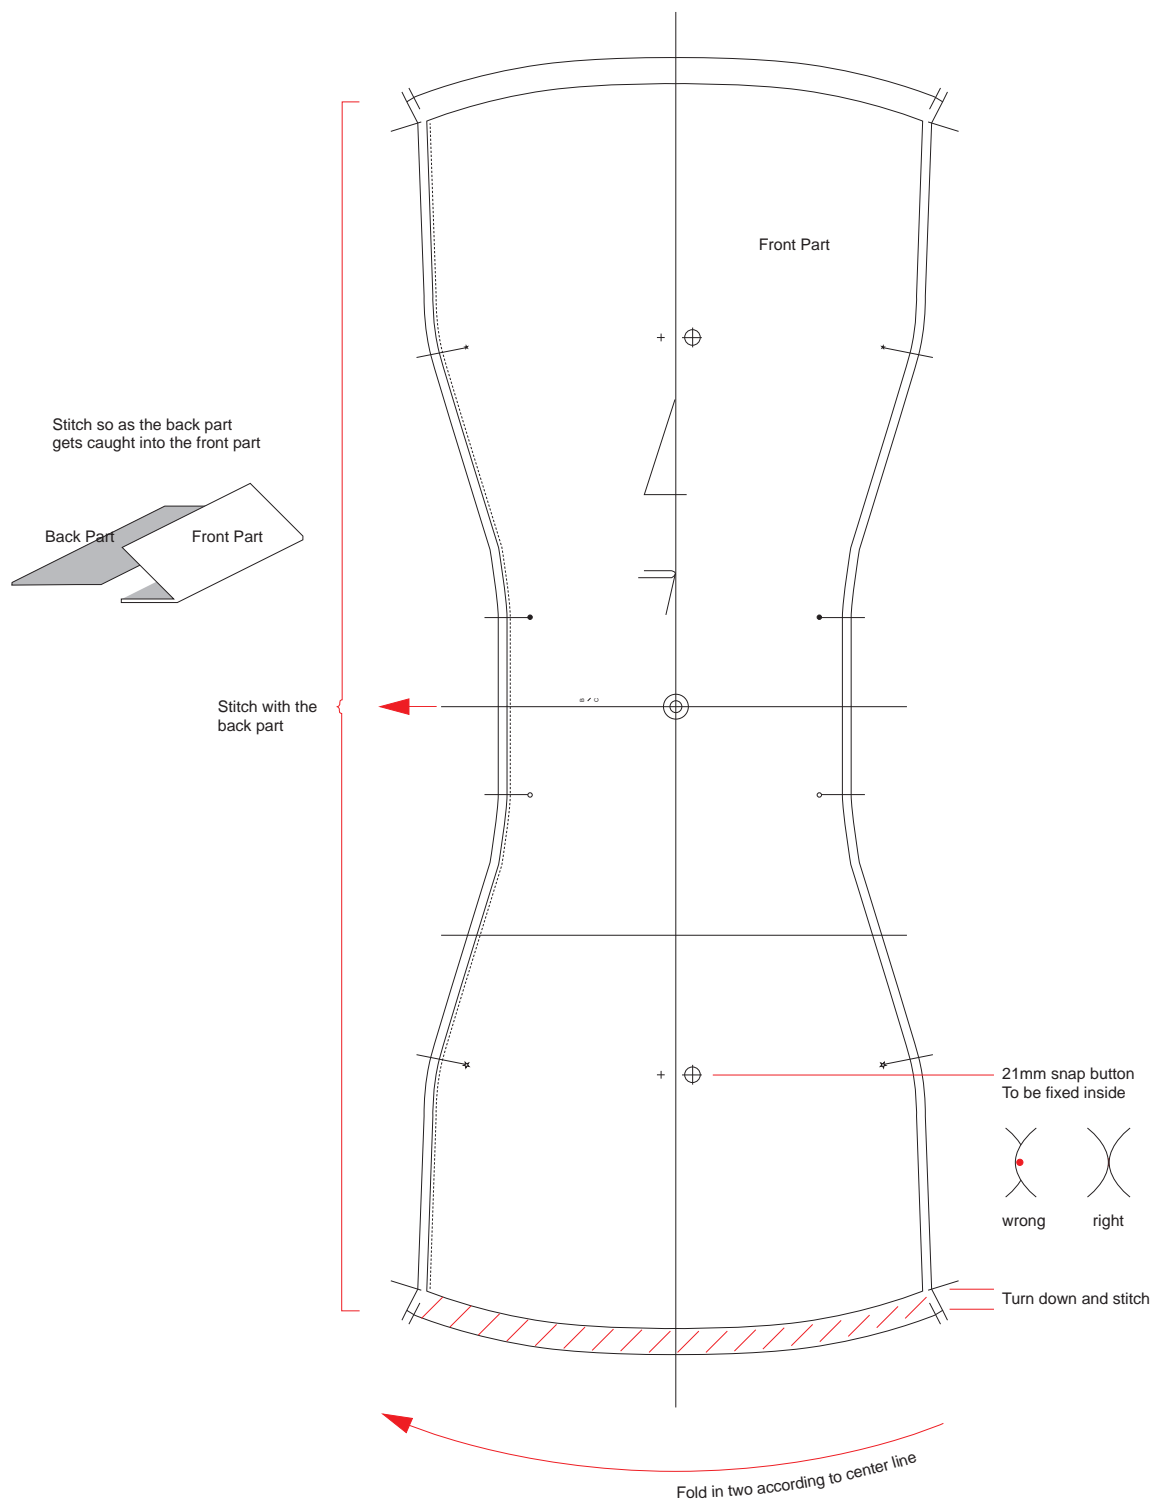 Front Part
Stitch so as the back part
gets caught into the front part
Back Part
Front Part
Stitch with the
back part
B
C
21mm snap button
To be fixed inside
wrong
right
Turn down and stitch
Fold in two according to center line